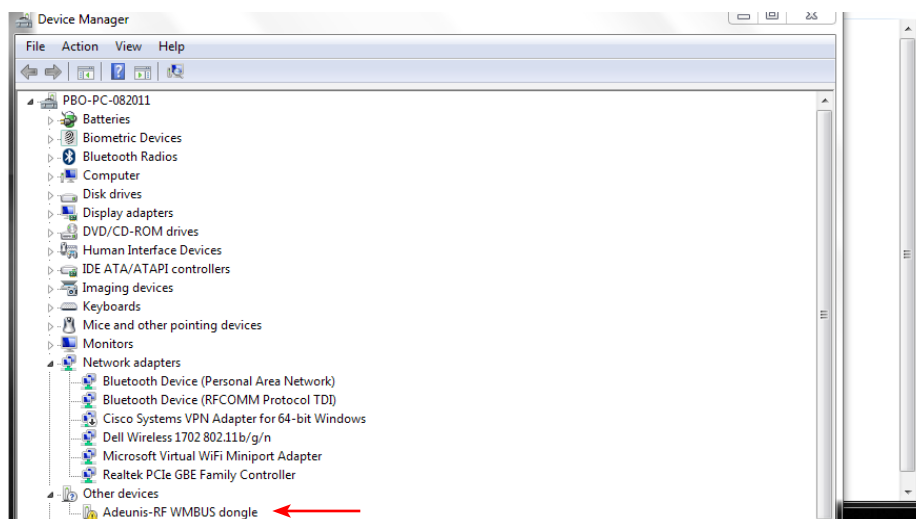 Device Manager
File Action View Help
PBO-PC-082011
Batteries
Biometric Devices
Bluetooth Radios
Computer
Disk drives
Display adapters
DVD/CD-ROM drives
Human Interface Devices
IDE ATA/ATAPI controllers
Imaging devices
Keyboards
Mice and other pointing devices
Monitors
Network adapters
Bluetooth Device (Personal Area Network)
Bluetooth Device (RFCOMM Protocol TDI)
Cisco Systems VPN Adapter for 64-bit Windows
Dell Wireless 1702 802.11b/g/n
Microsoft Virtual WiFi Miniport Adapter
Realtek PCIe GBE Family Controller
Other devices
Adeunis-RF WMBUS dongle